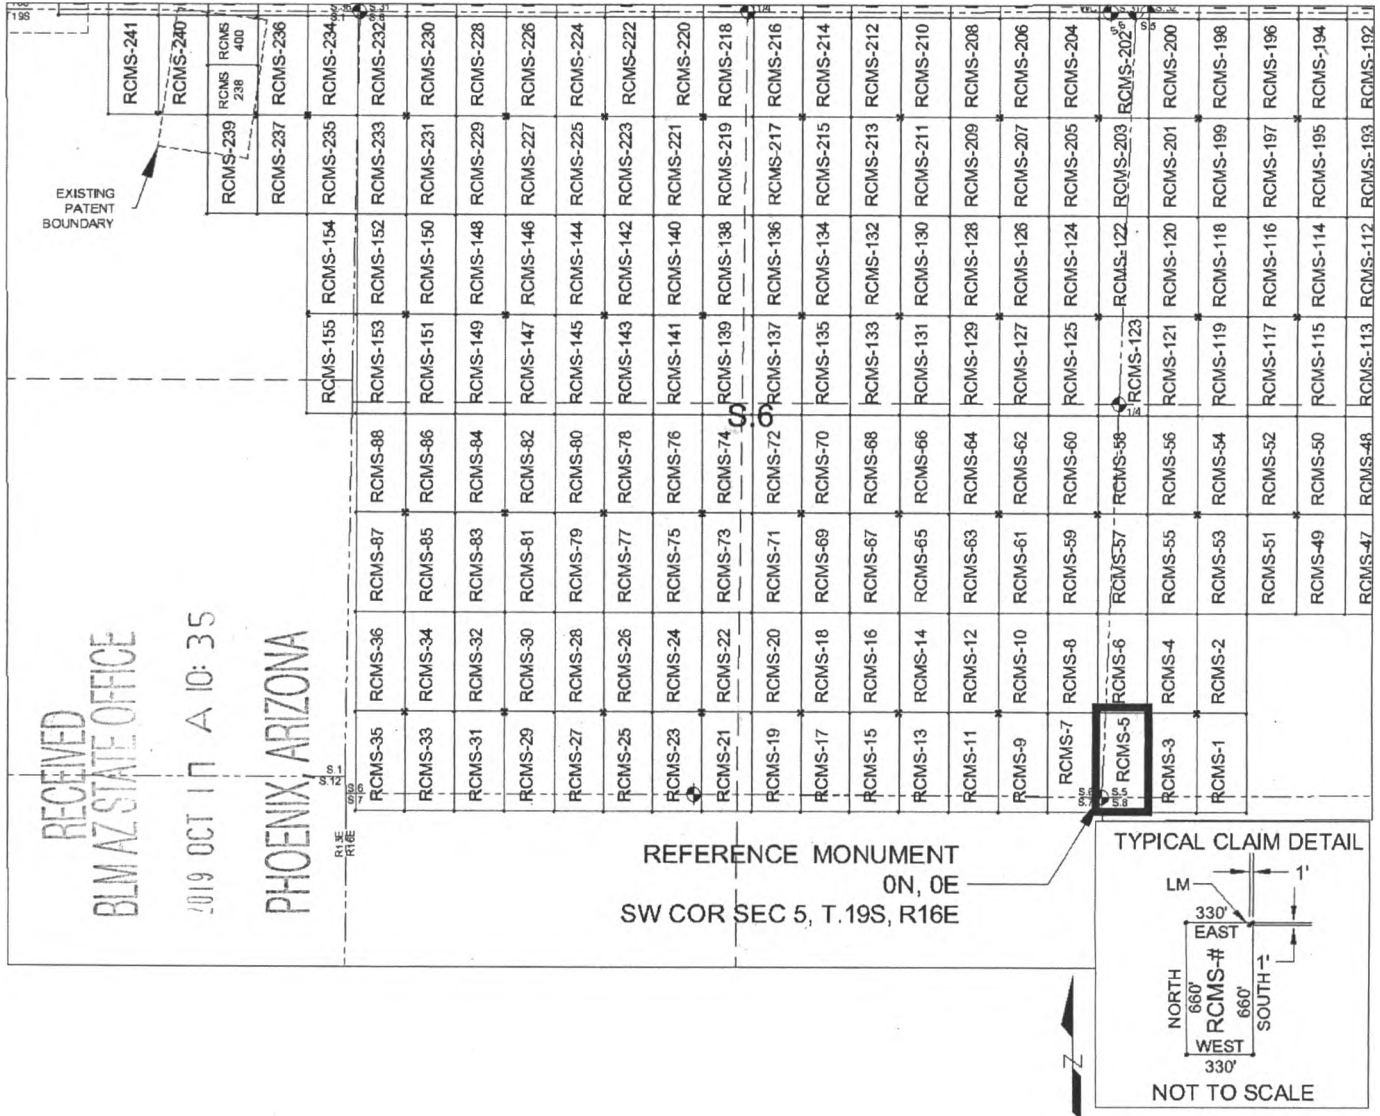 T18S
T19S
S.36 S.31
S.1 S.6
1/4
WC S.31 S.32
S.6 S.5
RCMS-241
RCMS-240
RCMS 400
RCMS 238
RCMS-236
RCMS-234
RCMS-232
RCMS-230
RCMS-228
RCMS-226
RCMS-224
RCMS-222
RCMS-220
RCMS-218
RCMS-216
RCMS-214
RCMS-212
RCMS-210
RCMS-208
RCMS-206
RCMS-204
RCMS-202
RCMS-200
RCMS-198
RCMS-196
RCMS-194
RCMS-192
RCMS-239
RCMS-237
RCMS-235
RCMS-233
RCMS-231
RCMS-229
RCMS-227
RCMS-225
RCMS-223
RCMS-221
RCMS-219
RCMS-217
RCMS-215
RCMS-213
RCMS-211
RCMS-209
RCMS-207
RCMS-205
RCMS-203
RCMS-201
RCMS-199
RCMS-197
RCMS-195
RCMS-193
EXISTING
PATENT
BOUNDARY
RCMS-154
RCMS-152
RCMS-150
RCMS-148
RCMS-146
RCMS-144
RCMS-142
RCMS-140
RCMS-138
RCMS-136
RCMS-134
RCMS-132
RCMS-130
RCMS-128
RCMS-126
RCMS-124
RCMS-122
RCMS-120
RCMS-118
RCMS-116
RCMS-114
RCMS-112
RCMS-155
RCMS-153
RCMS-151
RCMS-149
RCMS-147
RCMS-145
RCMS-143
RCMS-141
RCMS-139
RCMS-137
RCMS-135
RCMS-133
RCMS-131
RCMS-129
RCMS-127
RCMS-125
RCMS-123
RCMS-121
RCMS-119
RCMS-117
RCMS-115
RCMS-113
1/4
S.6
RCMS-88
RCMS-86
RCMS-84
RCMS-82
RCMS-80
RCMS-78
RCMS-76
RCMS-74
RCMS-72
RCMS-70
RCMS-68
RCMS-66
RCMS-64
RCMS-62
RCMS-60
RCMS-58
RCMS-56
RCMS-54
RCMS-52
RCMS-50
RCMS-48
RCMS-87
RCMS-85
RCMS-83
RCMS-81
RCMS-79
RCMS-77
RCMS-75
RCMS-73
RCMS-71
RCMS-69
RCMS-67
RCMS-65
RCMS-63
RCMS-61
RCMS-59
RCMS-57
RCMS-55
RCMS-53
RCMS-51
RCMS-49
RCMS-47
RCMS-36
RCMS-34
RCMS-32
RCMS-30
RCMS-28
RCMS-26
RCMS-24
RCMS-22
RCMS-20
RCMS-18
RCMS-16
RCMS-14
RCMS-12
RCMS-10
RCMS-8
RCMS-6
RCMS-4
RCMS-2
RCMS-35
RCMS-33
RCMS-31
RCMS-29
RCMS-27
RCMS-25
RCMS-23
RCMS-21
RCMS-19
RCMS-17
RCMS-15
RCMS-13
RCMS-11
RCMS-9
RCMS-7
RCMS-5
RCMS-3
RCMS-1
S.1
S.12
S.6
S.7
S.6 S.5
S.7 S.8
R15E
R16E
RECEIVED
BLM AZ STATE OFFICE
2019 OCT 17 A 10: 35
PHOENIX, ARIZONA
REFERENCE MONUMENT
0N, 0E
SW COR SEC 5, T.19S, R16E
TYPICAL CLAIM DETAIL
LM
1'
330'
EAST
1'
NORTH
660'
RCMS-#
660'
SOUTH
WEST
330'
NOT TO SCALE
N